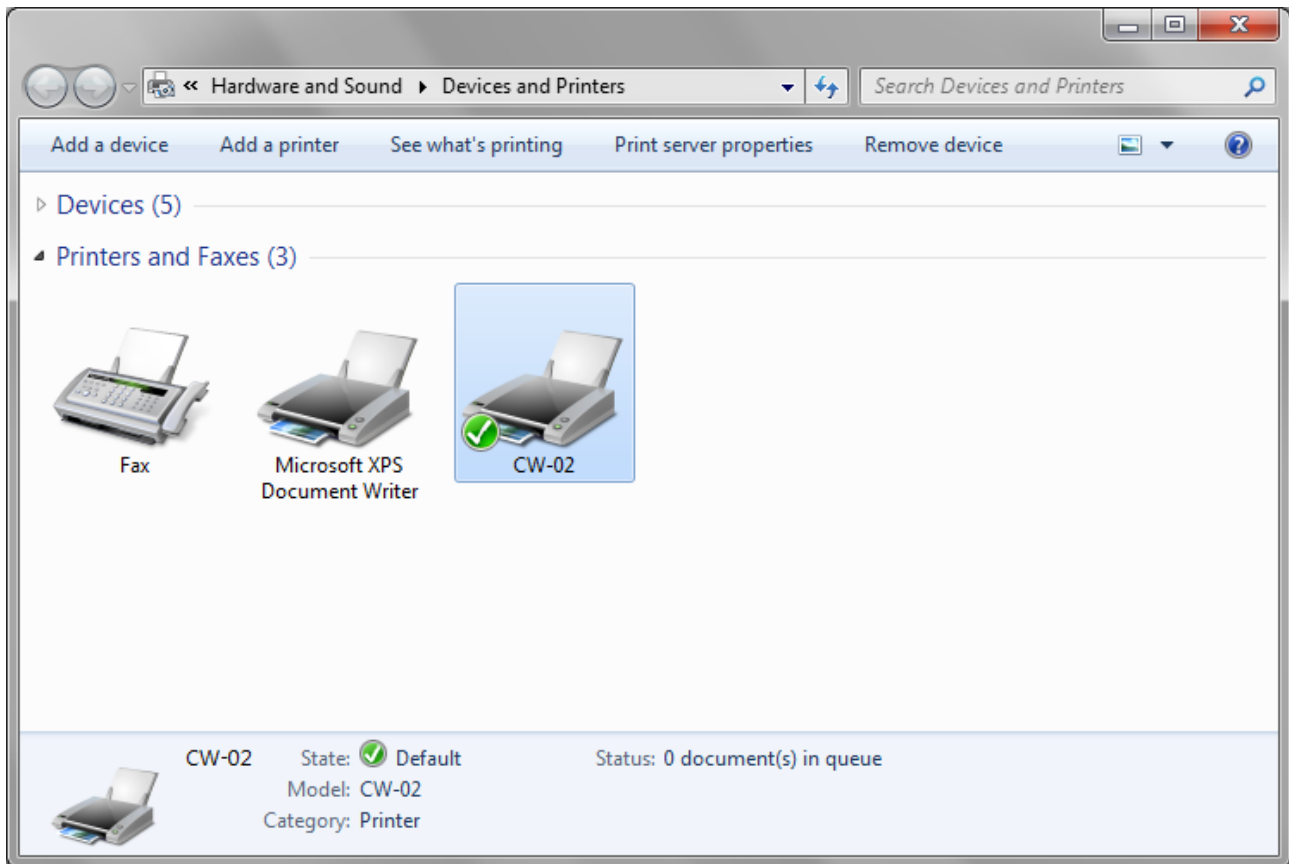 « Hardware and Sound ▸ Devices and Printers Search Devices and Printers
Add a device Add a printer See what's printing Print server properties Remove device
Devices (5)
Printers and Faxes (3)
Fax
Microsoft XPS
Document Writer
CW-02
CW-02 State: Default Status: 0 document(s) in queue
Model: CW-02
Category: Printer